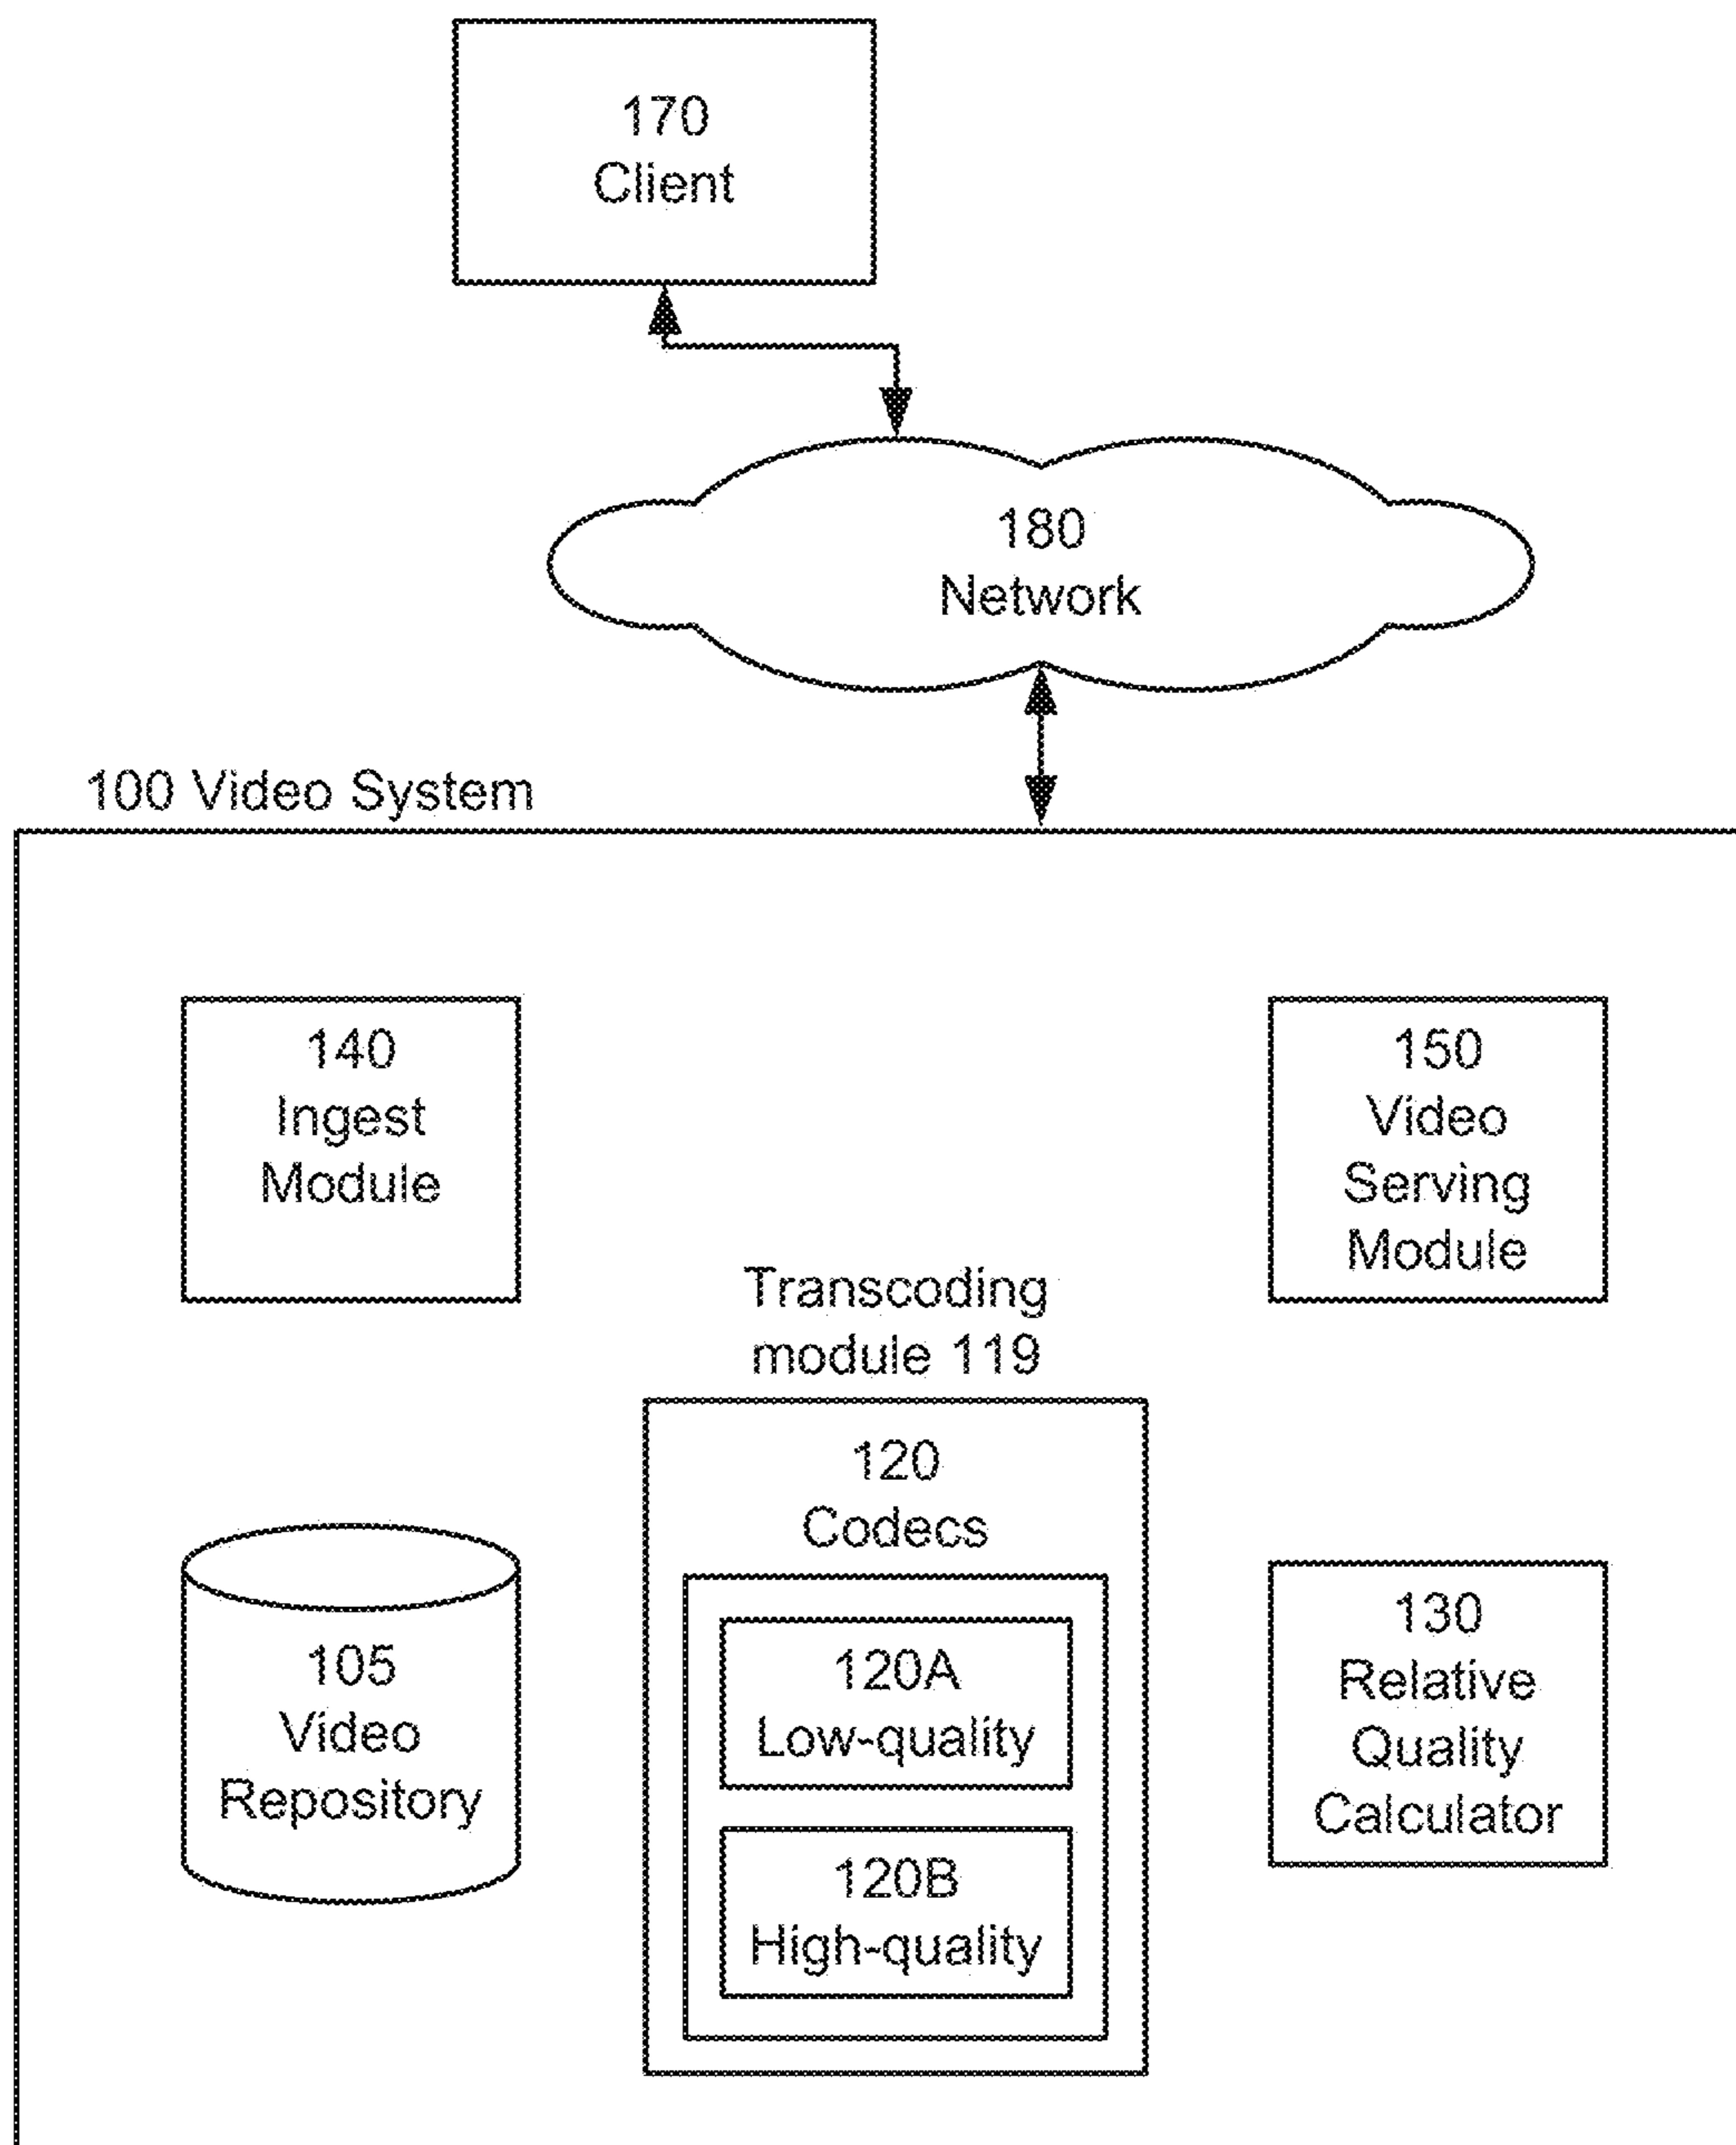 170
Client
180
Network
100 Video System
140
Ingest
Module
150
Video
Serving
Module
Transcoding
module 119
120
Codecs
105
Video
Repository
120A
Low-quality
120B
High-quality
130
Relative
Quality
Calculator